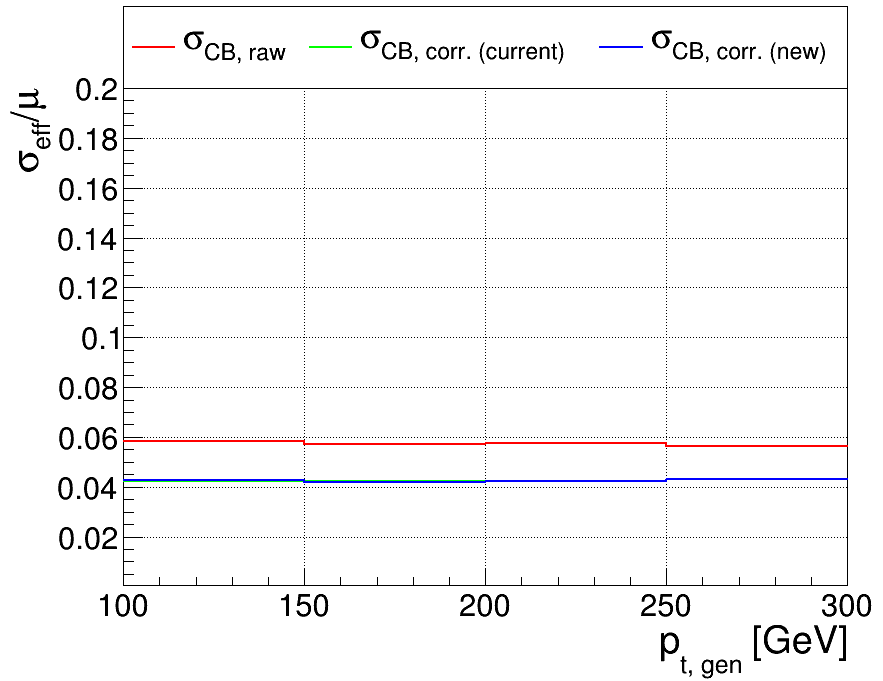 σCB, raw σCB, corr. (current) σCB, corr. (new)
σeff/μ
0.2
0.18
0.16
0.14
0.12
0.1
0.08
0.06
0.04
0.02
100 150 200 250 300
pt, gen [GeV]